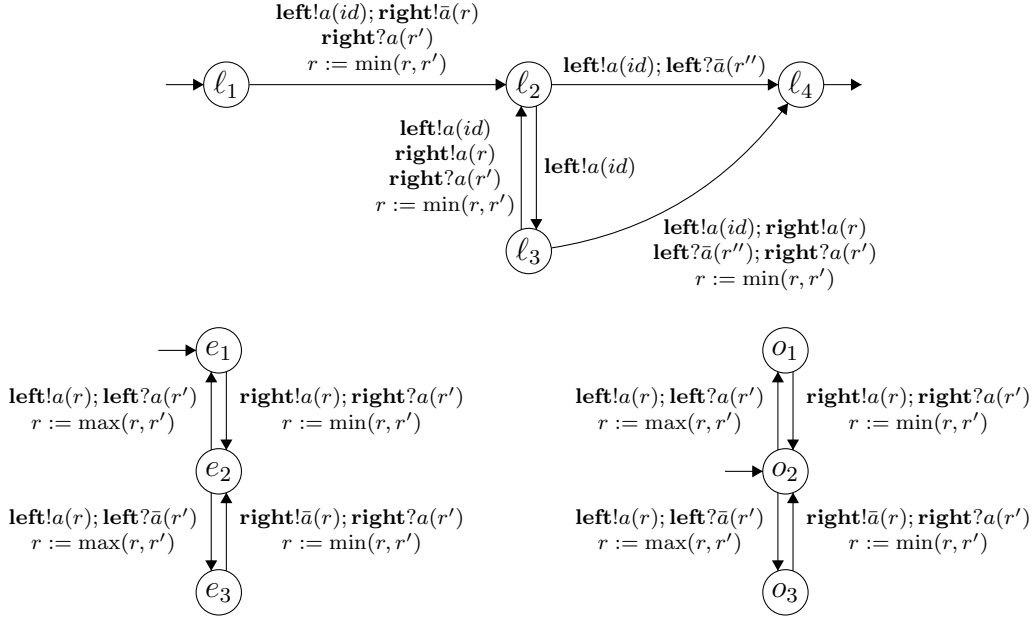 left!a(id); right!ā(r)
right?a(r′)
r := min(r, r′)
ℓ1
ℓ2
left!a(id); left?ā(r′′)
ℓ4
left!a(id)
right!a(r)
right?a(r′)
r := min(r, r′)
left!a(id)
ℓ3
left!a(id); right!a(r)
left?ā(r′′); right?a(r′)
r := min(r, r′)
e1
left!a(r); left?a(r′)
r := max(r, r′)
right!a(r); right?a(r′)
r := min(r, r′)
e2
left!a(r); left?ā(r′)
r := max(r, r′)
right!ā(r); right?a(r′)
r := min(r, r′)
e3
o1
left!a(r); left?a(r′)
r := max(r, r′)
right!a(r); right?a(r′)
r := min(r, r′)
o2
left!a(r); left?ā(r′)
r := max(r, r′)
right!ā(r); right?a(r′)
r := min(r, r′)
o3